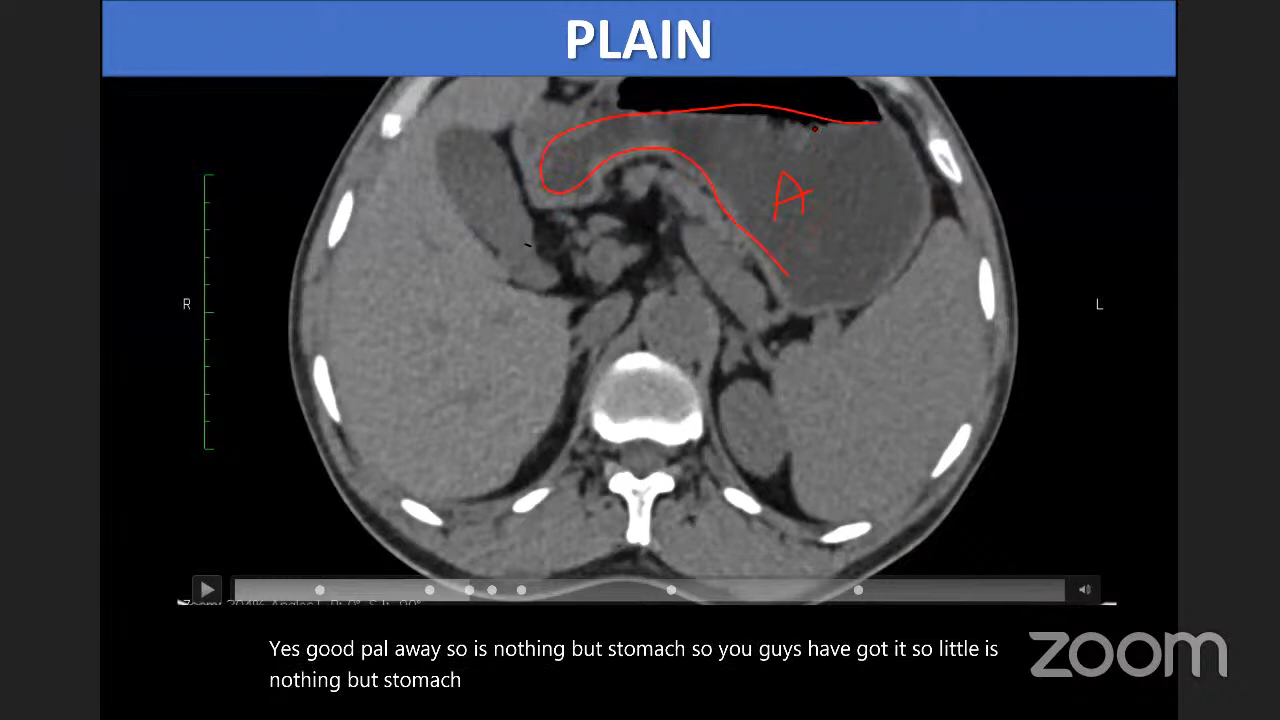 PLAIN
A
R
L
Yes good pal away so is nothing but stomach so you guys have got it so little is
nothing but stomach
zoom